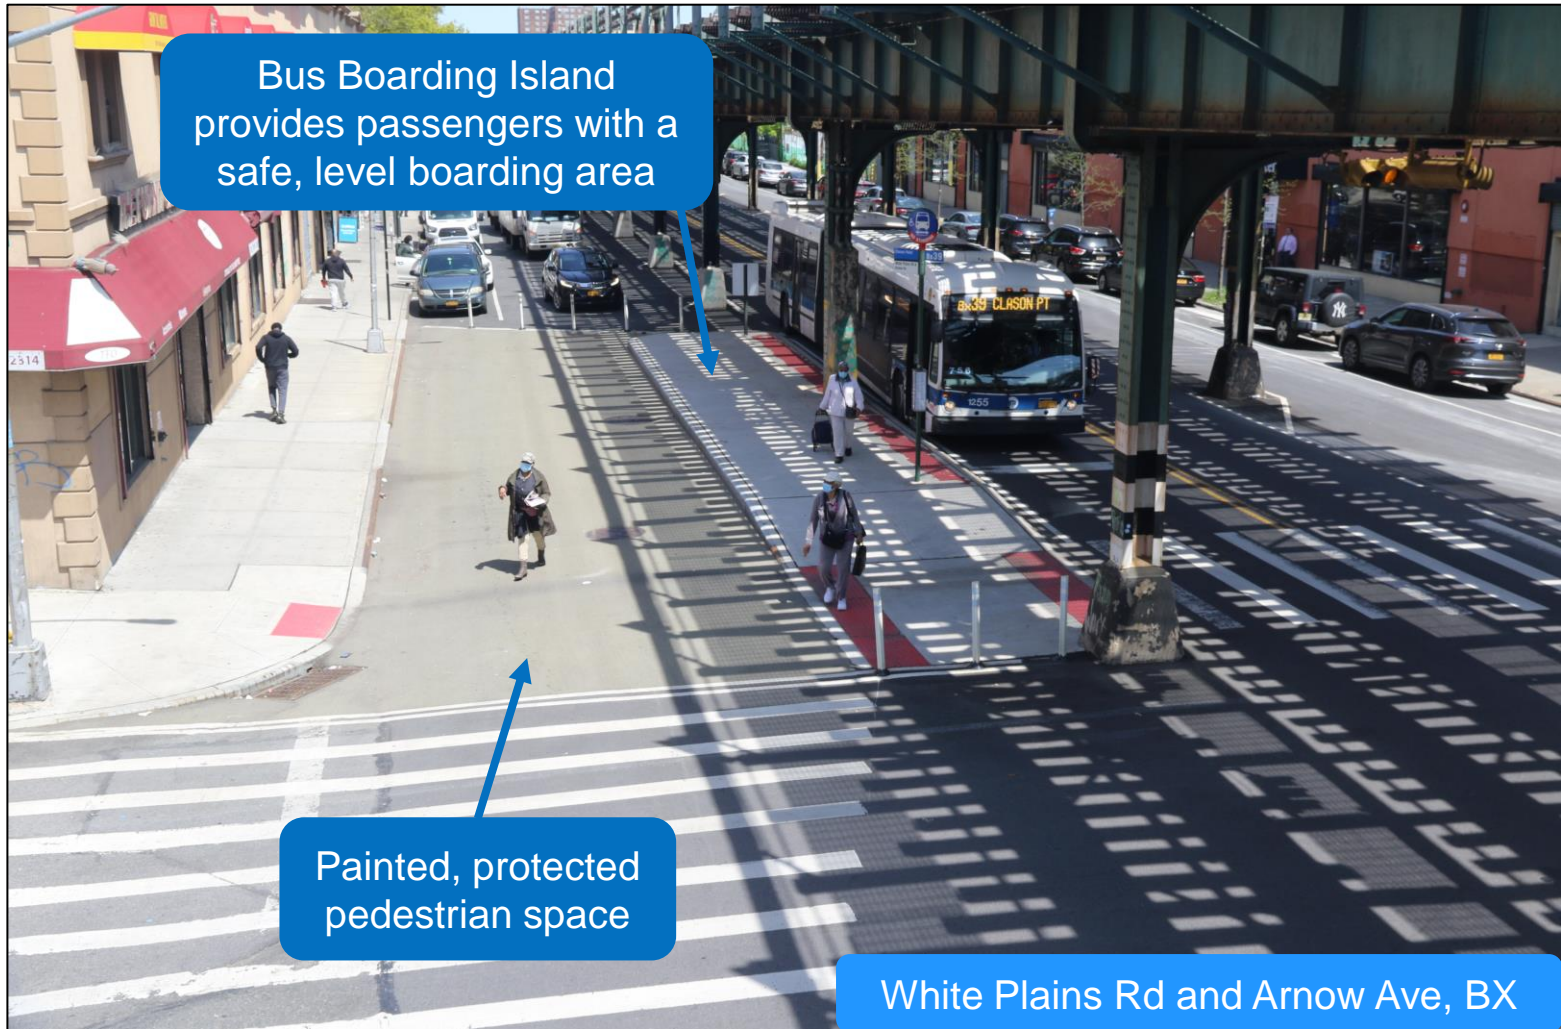 Bus Boarding Island
provides passengers with a
safe, level boarding area
Bx39
Bx39 CLASON PT
1255
2314
Painted, protected
pedestrian space
White Plains Rd and Arnow Ave, BX